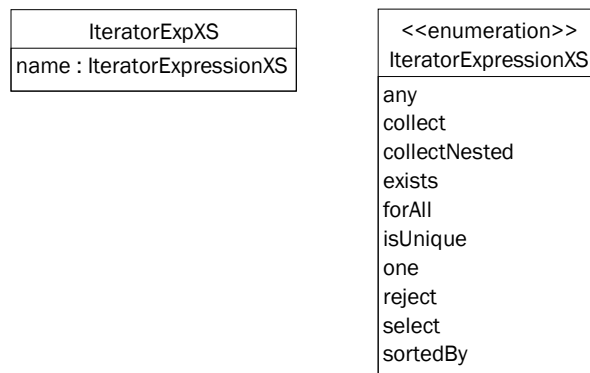 IteratorExpXS
name : IteratorExpressionXS
<<enumeration>>
IteratorExpressionXS
any
collect
collectNested
exists
forAll
isUnique
one
reject
select
sortedBy